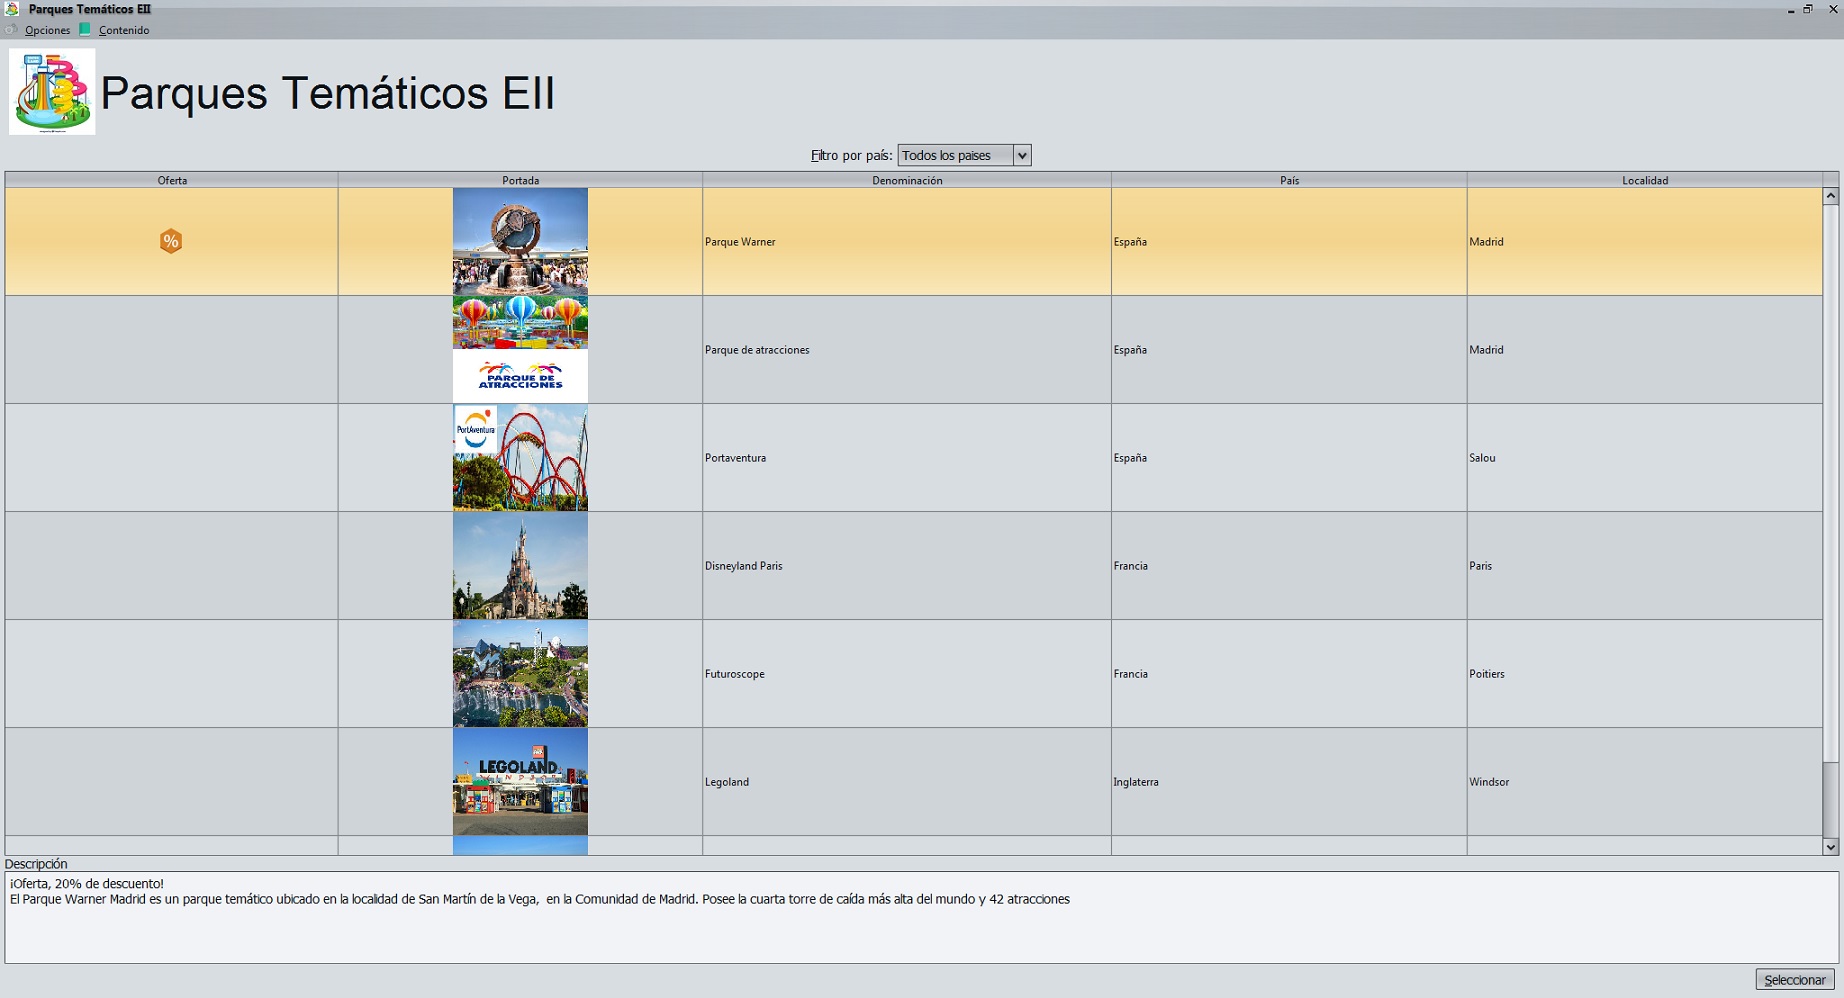 Parques Temáticos EII
Opciones Contenido
Parques Temáticos EII
Filtro por país: Todos los paises
Oferta Portada Denominación País Localidad
% Parque Warner España Madrid
PARQUE DE
ATRACCIONES
Parque de atracciones España Madrid
PortAventura
Portaventura España Salou
Disneyland Paris Francia Paris
Futuroscope Francia Poitiers
LEGOLAND
WINDSOR
Legoland Inglaterra Windsor
Descripción
¡Oferta, 20% de descuento!
El Parque Warner Madrid es un parque temático ubicado en la localidad de San Martín de la Vega,  en la Comunidad de Madrid. Posee la cuarta torre de caída más alta del mundo y 42 atracciones
Seleccionar